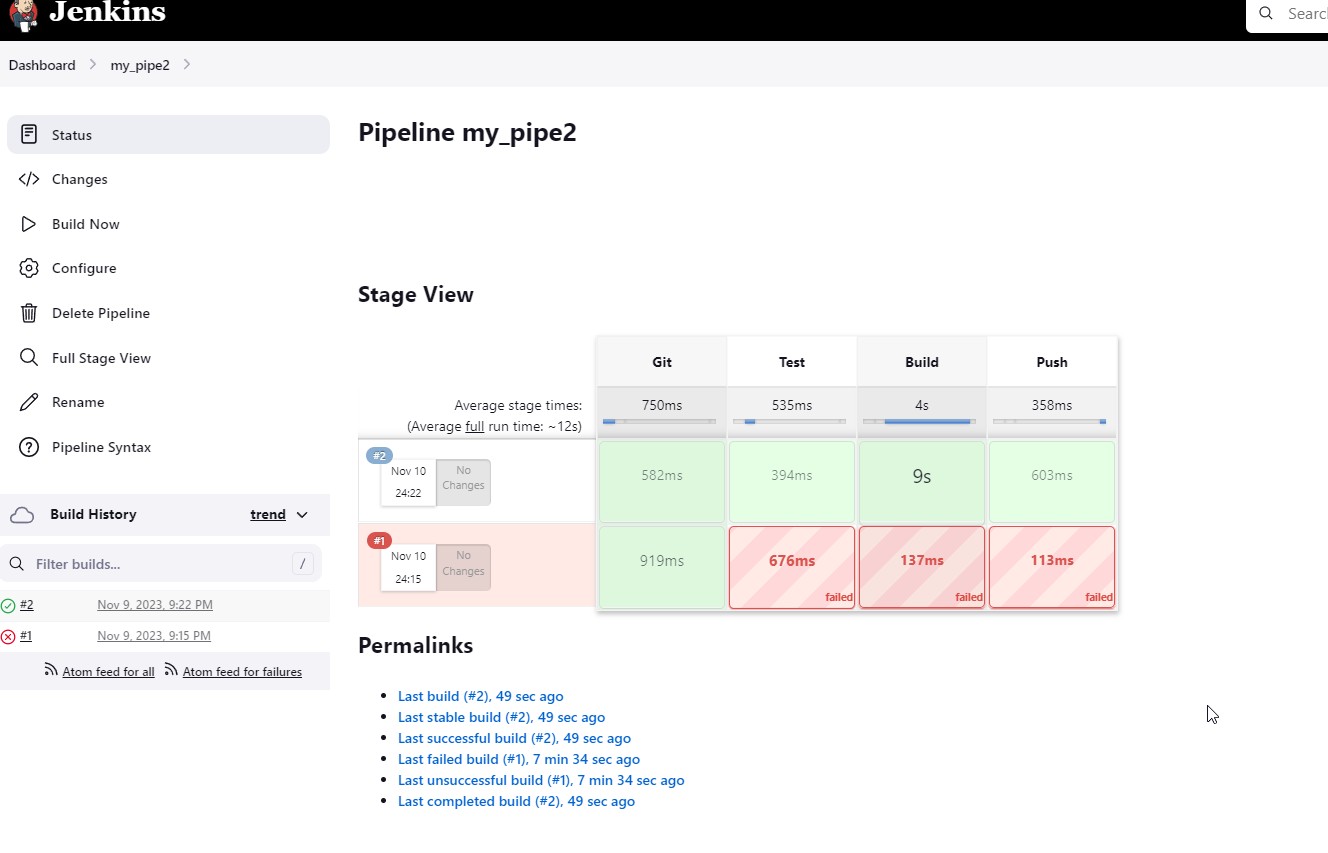 Jenkins
Search
Dashboard
my_pipe2
Status
Changes
Build Now
Configure
Delete Pipeline
Full Stage View
Rename
Pipeline Syntax
Build History
trend
Filter builds...
/
#2 Nov 9, 2023, 9:22 PM
#1 Nov 9, 2023, 9:15 PM
Atom feed for all Atom feed for failures
Pipeline my_pipe2
Stage View
Git Test Build Push
Average stage times: 750ms 535ms 4s 358ms
(Average full run time: ~12s)
#2
Nov 10
24:22
No
Changes
582ms 394ms 9s 603ms
#1
Nov 10
24:15
No
Changes
919ms 676ms 137ms 113ms
failed failed failed
Permalinks
Last build (#2), 49 sec ago
Last stable build (#2), 49 sec ago
Last successful build (#2), 49 sec ago
Last failed build (#1), 7 min 34 sec ago
Last unsuccessful build (#1), 7 min 34 sec ago
Last completed build (#2), 49 sec ago